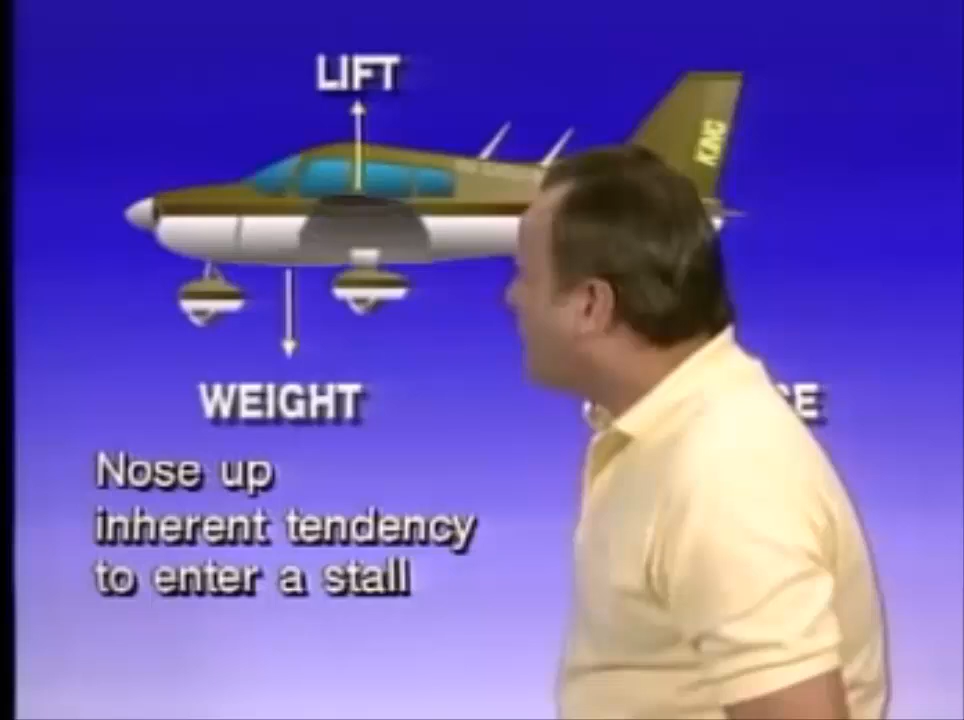 LIFT
KING
WEIGHT
Nose up
inherent tendency
to enter a stall